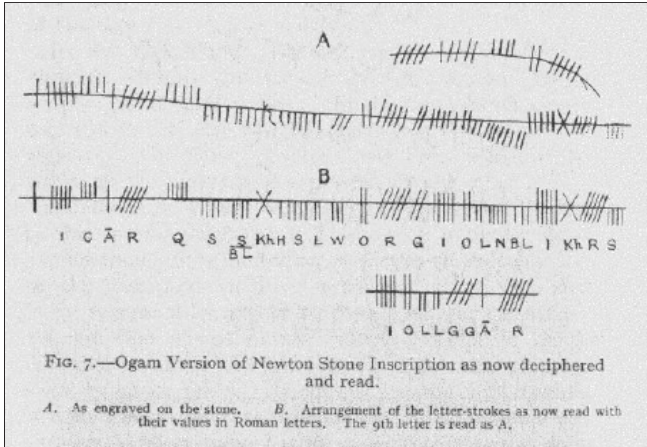 A
B
I C Ā R Q S S Kh H S L W O R G I O L N B L I Kh R S
BL
I O L L G G Ā R
FIG. 7.—Ogam Version of Newton Stone Inscription as now deciphered
and read.
A. As engraved on the stone. B. Arrangement of the letter-strokes as now read with
their values in Roman letters. The 9th letter is read as A.